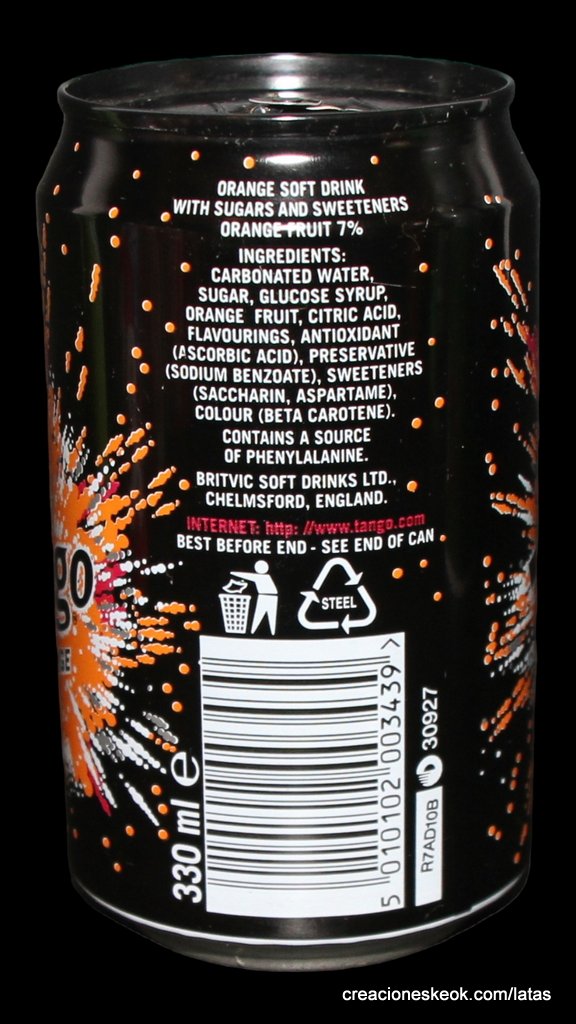 ORANGE SOFT DRINK
WITH SUGARS AND SWEETENERS
ORANGE FRUIT 7%
INGREDIENTS:
CARBONATED WATER,
SUGAR, GLUCOSE SYRUP,
ORANGE FRUIT, CITRIC ACID,
FLAVOURINGS, ANTIOXIDANT
(ASCORBIC ACID), PRESERVATIVE
(SODIUM BENZOATE), SWEETENERS
(SACCHARIN, ASPARTAME),
COLOUR (BETA CAROTENE).
CONTAINS A SOURCE
OF PHENYLALANINE.
BRITVIC SOFT DRINKS LTD.,
CHELMSFORD, ENGLAND.
INTERNET: http: //www.tango.com
BEST BEFORE END - SEE END OF CAN
STEEL
go
GE
330 ml e
5 010102 003439 >
R7AD10B
30927
creacioneskeok.com/latas